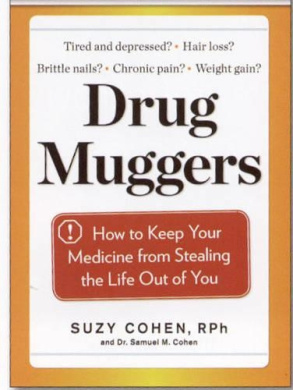 Tired and depressed? • Hair loss?
Brittle nails? • Chronic pain? • Weight gain?
Drug
Muggers
! How to Keep Your
Medicine from Stealing
the Life Out of You
SUZY COHEN, RPh
and Dr. Samuel M. Cohen